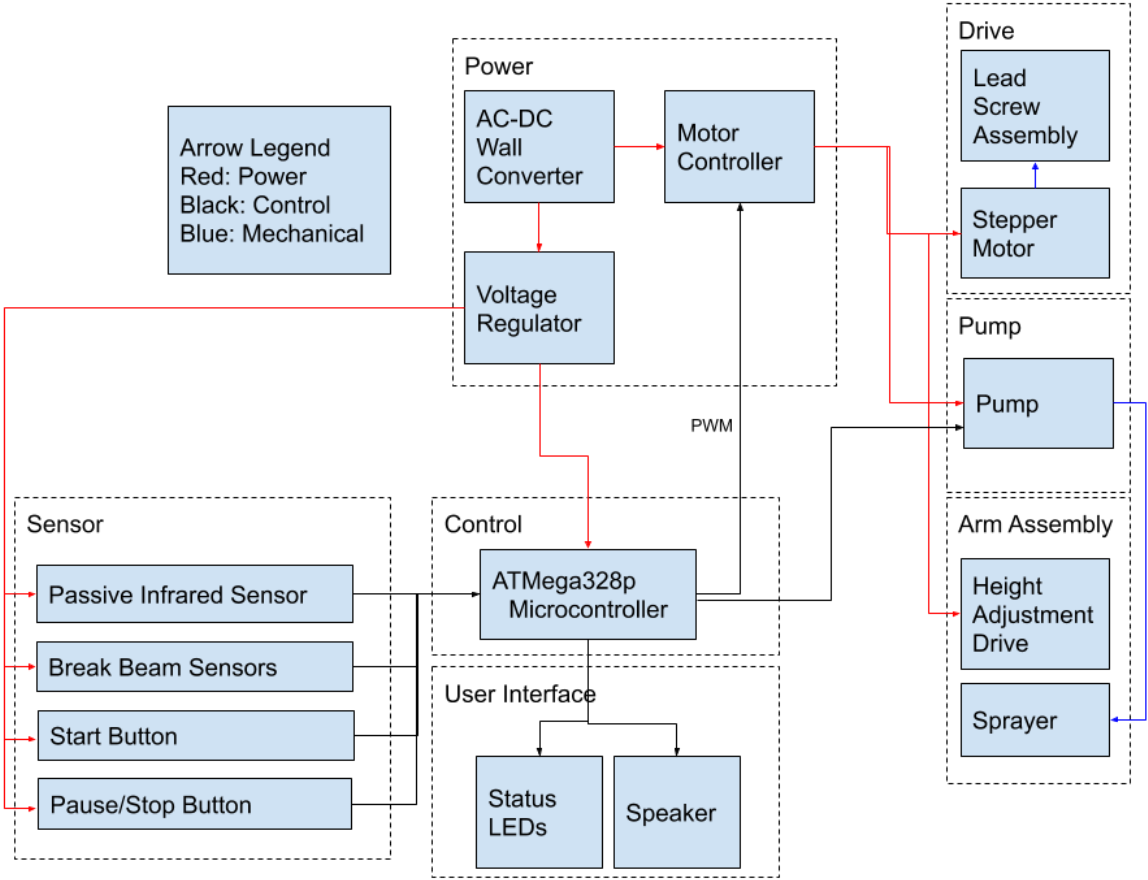 Arrow Legend
Red: Power
Black: Control
Blue: Mechanical
Power
AC-DC
Wall
Converter
Motor
Controller
Voltage
Regulator
Drive
Lead
Screw
Assembly
Stepper
Motor
Pump
Pump
PWM
Arm Assembly
Height
Adjustment
Drive
Sprayer
Sensor
Passive Infrared Sensor
Break Beam Sensors
Start Button
Pause/Stop Button
Control
ATMega328p
Microcontroller
User Interface
Status
LEDs
Speaker